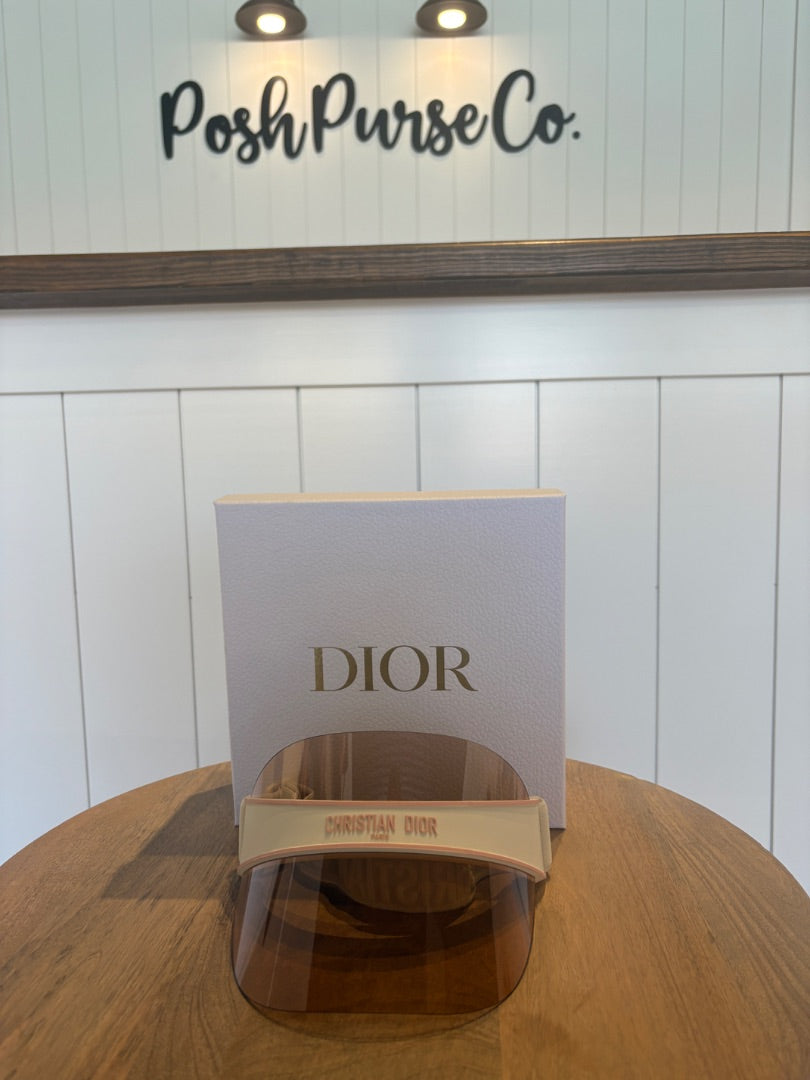 Posh Purse Co.
DIOR
CHRISTIAN DIOR
PARIS